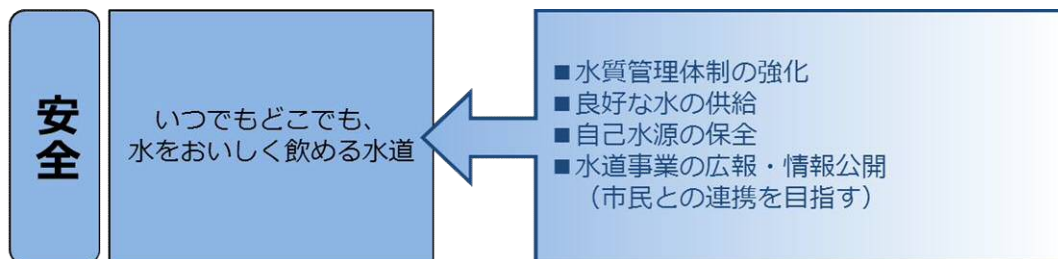 安全
いつでもどこでも、
水をおいしく飲める水道
■水質管理体制の強化
■良好な水の供給
■自己水源の保全
■水道事業の広報・情報公開
（市民との連携を目指す）